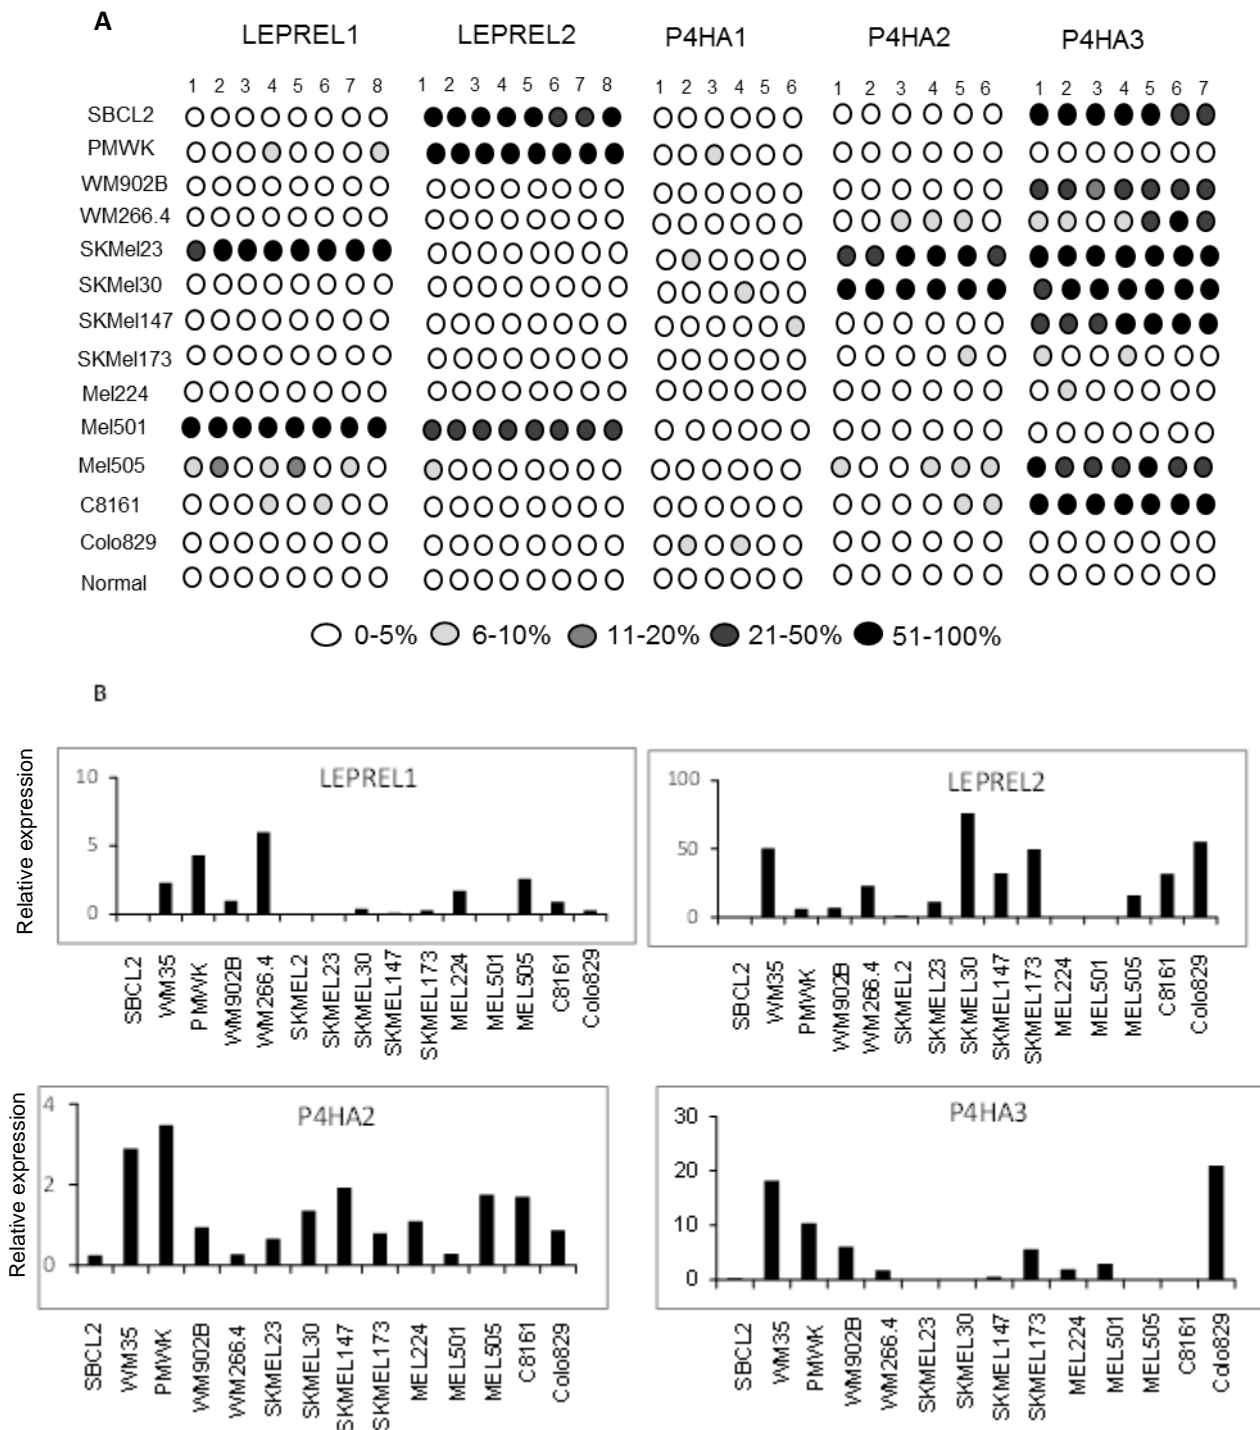 A
LEPREL1 LEPREL2 P4HA1 P4HA2 P4HA3
1 2 3 4 5 6 7 8 1 2 3 4 5 6 7 8 1 2 3 4 5 6 1 2 3 4 5 6 1 2 3 4 5 6 7
SBCL2
PMWK
WM902B
WM266.4
SKMel23
SKMel30
SKMel147
SKMel173
Mel224
Mel501
Mel505
C8161
Colo829
Normal
0-5% 6-10% 11-20% 21-50% 51-100%
B
Relative expression
LEPREL1
10
5
0
SBCL2 WM35 PMWK WM902B WM266.4 SKMEL2 SKMEL23 SKMEL30 SKMEL147 SKMEL173 MEL224 MEL501 MEL505 C8161 Colo829
LEPREL2
100
50
0
SBCL2 WM35 PMWK WM902B WM266.4 SKMEL2 SKMEL23 SKMEL30 SKMEL147 SKMEL173 MEL224 MEL501 MEL505 C8161 Colo829
Relative expression
P4HA2
4
2
0
SBCL2 WM35 PMWK WM902B WM266.4 SKMEL23 SKMEL30 SKMEL147 SKMEL173 MEL224 MEL501 MEL505 C8161 Colo829
P4HA3
30
20
10
0
SBCL2 WM35 PMWK WM902B WM266.4 SKMEL23 SKMEL30 SKMEL147 SKMEL173 MEL224 MEL501 MEL505 C8161 Colo829